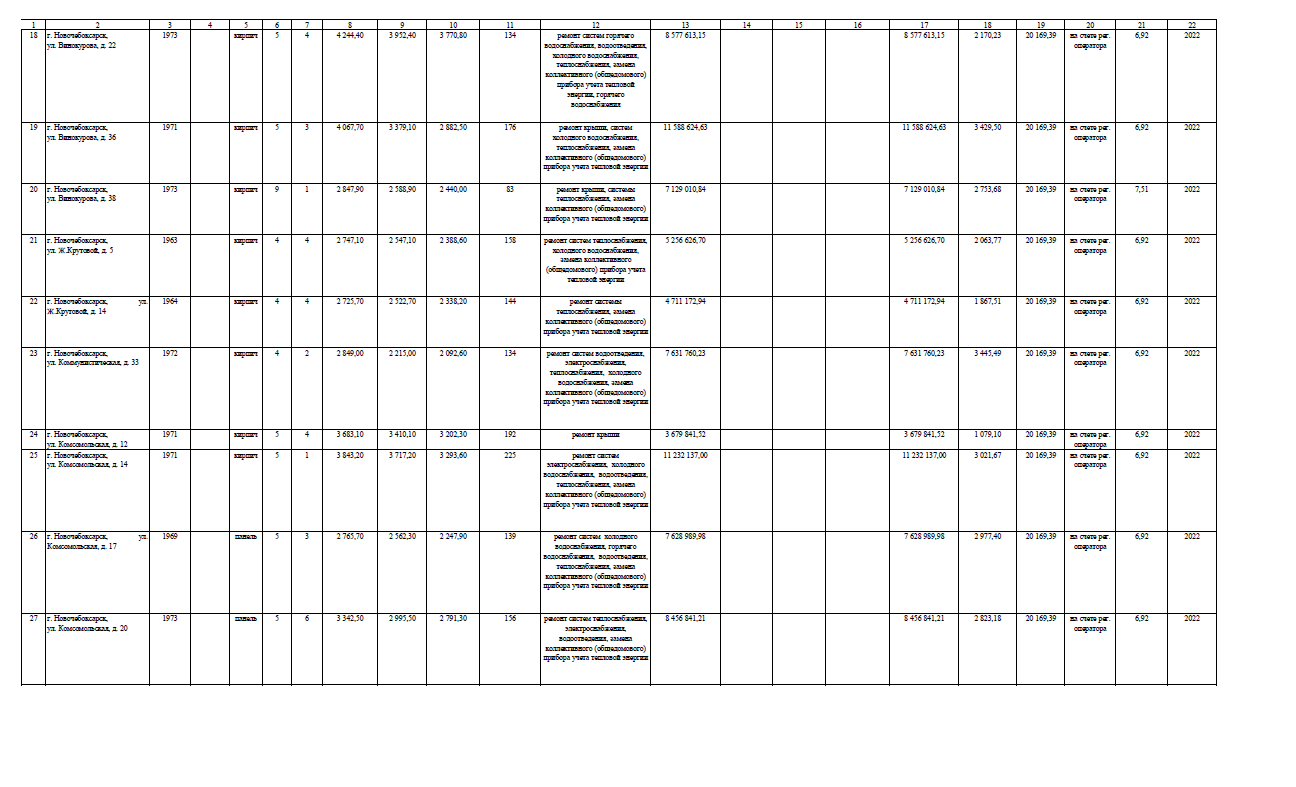 1 2 3 4 5 6 7 8 9 10 11 12 13 14 15 16 17 18 19 20 21 22
18 г. Новочебоксарск, 1973 кирпич 5 4 4 244,40 3 952,40 3 770,80 134 ремонт систем горячего 8 577 613,15 8 577 613,15 2 170,23 20 169,39 на счете рег. 6,92 2022
ул. Винокурова, д. 22 водоснабжения, водоотведения, оператора
холодного водоснабжения,
теплоснабжения, замена
коллективного (общедомового)
прибора учета тепловой
энергии, горячего
водоснабжения
19 г. Новочебоксарск, 1971 кирпич 5 3 4 067,70 3 379,10 2 882,50 176 ремонт крыши, систем 11 588 624,63 11 588 624,63 3 429,50 20 169,39 на счете рег. 6,92 2022
ул. Винокурова, д. 36 холодного водоснабжения, оператора
теплоснабжения, замена
коллективного (общедомового)
прибора учета тепловой энергии
20 г. Новочебоксарск, 1973 кирпич 9 1 2 847,90 2 588,90 2 440,00 83 ремонт крыши, системы 7 129 010,84 7 129 010,84 2 753,68 20 169,39 на счете рег. 7,51 2022
ул. Винокурова, д. 38 теплоснабжения, замена оператора
коллективного (общедомового)
прибора учета тепловой энергии
21 г. Новочебоксарск, 1963 кирпич 4 4 2 747,10 2 547,10 2 388,60 158 ремонт систем теплоснабжения, 5 256 626,70 5 256 626,70 2 063,77 20 169,39 на счете рег. 6,92 2022
ул. Ж.Крутовой, д. 5 холодного водоснабжения, оператора
замена коллективного
(общедомового) прибора учета
тепловой энергии
22 г. Новочебоксарск, ул. 1964 кирпич 4 4 2 725,70 2 522,70 2 338,20 144 ремонт системы 4 711 172,94 4 711 172,94 1 867,51 20 169,39 на счете рег. 6,92 2022
Ж.Крутовой, д. 14 теплоснабжения, замена оператора
коллективного (общедомового)
прибора учета тепловой энергии
23 г. Новочебоксарск, 1972 кирпич 4 2 2 849,00 2 215,00 2 092,60 134 ремонт систем водоотведения, 7 631 760,23 7 631 760,23 3 445,49 20 169,39 на счете рег. 6,92 2022
ул. Коммунистическая, д. 33 электроснабжения, оператора
теплоснабжения, холодного
водоснабжения, замена
коллективного (общедомового)
прибора учета тепловой энергии
24 г. Новочебоксарск, 1971 кирпич 5 4 3 683,10 3 410,10 3 202,30 192 ремонт крыши 3 679 841,52 3 679 841,52 1 079,10 20 169,39 на счете рег. 6,92 2022
ул. Комсомольская, д. 12 оператора
25 г. Новочебоксарск, 1971 кирпич 5 1 3 843,20 3 717,20 3 293,60 225 ремонт систем 11 232 137,00 11 232 137,00 3 021,67 20 169,39 на счете рег. 6,92 2022
ул. Комсомольская, д. 14 электроснабжения, холодного оператора
водоснабжения, водоотведения,
теплоснабжения, замена
коллективного (общедомового)
прибора учета тепловой энергии
26 г. Новочебоксарск, ул. 1969 панель 5 3 2 765,70 2 562,30 2 247,90 139 ремонт систем холодного 7 628 989,98 7 628 989,98 2 977,40 20 169,39 на счете рег. 6,92 2022
Комсомольская, д. 17 водоснабжения, горячего оператора
водоснабжения, водоотведения,
теплоснабжения, замена
коллективного (общедомового)
прибора учета тепловой энергии
27 г. Новочебоксарск, 1973 панель 5 6 3 342,50 2 995,50 2 791,30 156 ремонт систем теплоснабжения, 8 456 841,21 8 456 841,21 2 823,18 20 169,39 на счете рег. 6,92 2022
ул. Комсомольская, д. 20 электроснабжения, оператора
водоотведения, замена
коллективного (общедомового)
прибора учета тепловой энергии